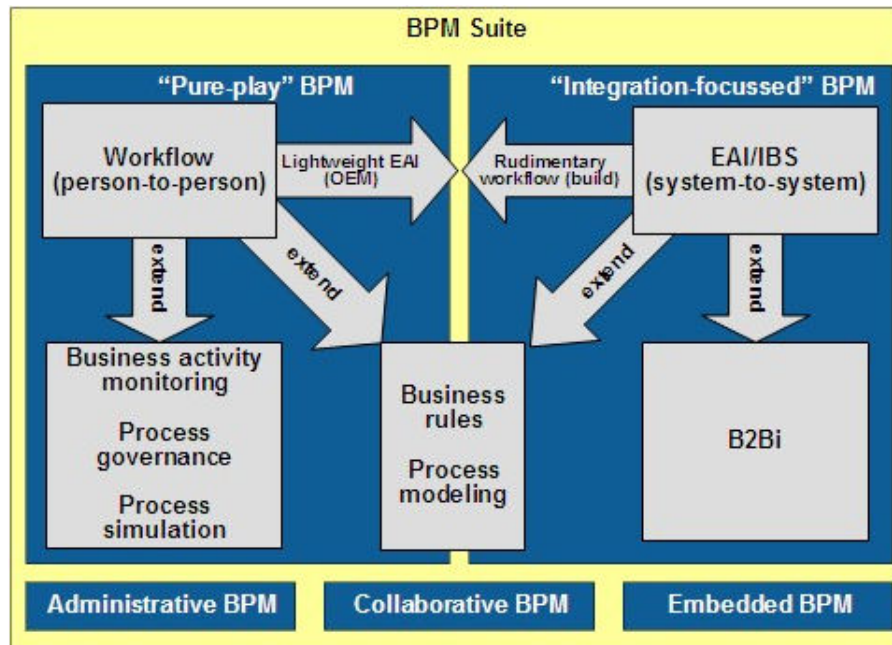 BPM Suite
“Pure-play” BPM
“Integration-focussed” BPM
Workflow
(person-to-person)
Lightweight EAI
(OEM)
Rudimentary
workflow (build)
EAI/IBS
(system-to-system)
extend
extend
extend
extend
Business activity
monitoring
Process
governance
Process
simulation
Business
rules
Process
modeling
B2Bi
Administrative BPM
Collaborative BPM
Embedded BPM